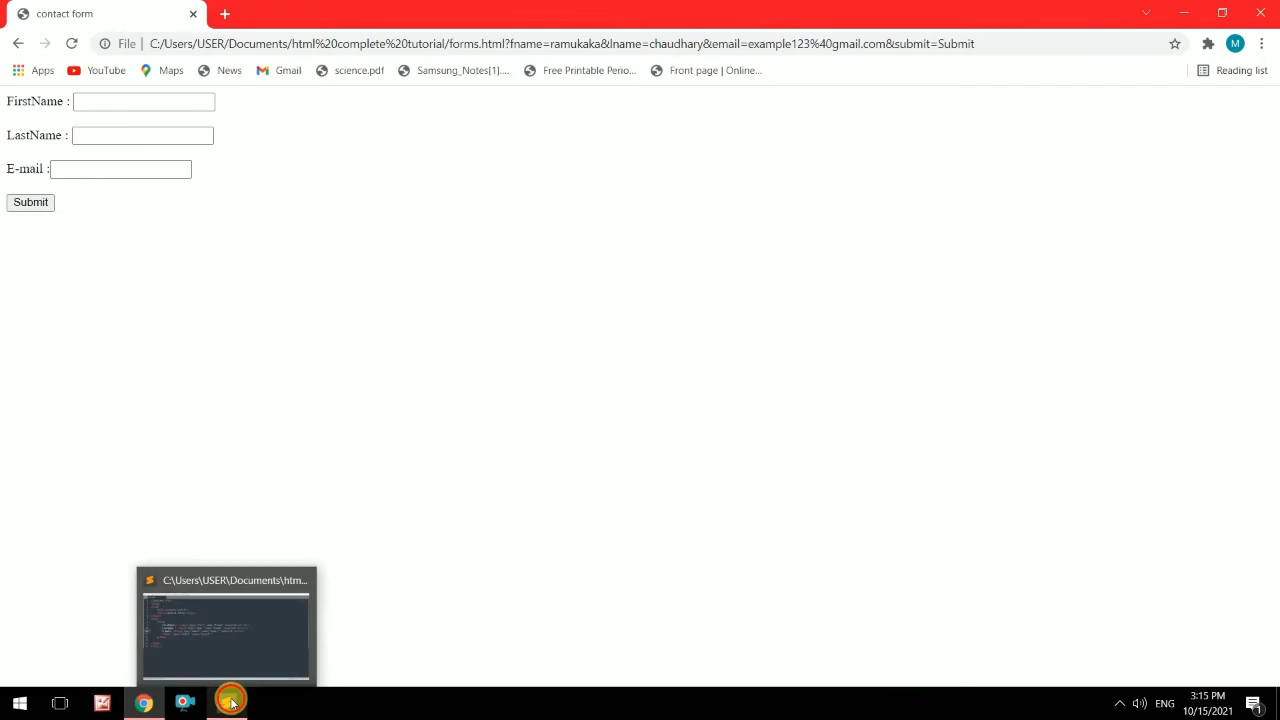 contact form
File
C:/Users/USER/Documents/html%20complete%20tutorial/forms.html?fname=ramukaka&lname=chaudhary&email=example123%40gmail.com&submit=Submit
M
Apps YouTube Maps News Gmail science.pdf Samsung_Notes[1].... Free Printable Perio... Front page | Online... Reading list
FirstName :
LastName :
E-mail :
Submit
C:\Users\USER\Documents\htm...
ENG
3:15 PM
10/15/2021
1